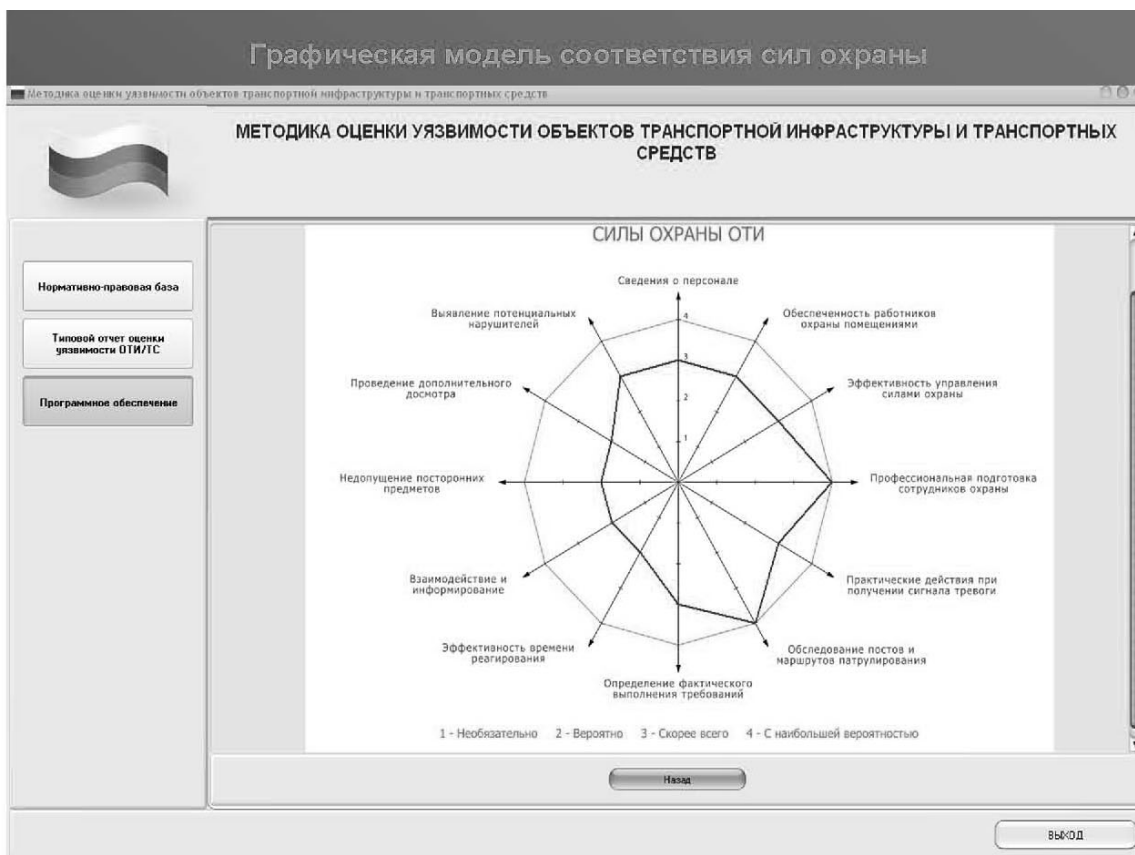 Графическая модель соответствия сил охраны
Методика оценки уязвимости объектов транспортной инфраструктуры и транспортных средств
МЕТОДИКА ОЦЕНКИ УЯЗВИМОСТИ ОБЪЕКТОВ ТРАНСПОРТНОЙ ИНФРАСТРУКТУРЫ И ТРАНСПОРТНЫХ
СРЕДСТВ
Нормативно-правовая база
Типовой отчет оценки
уязвимости ОТИ/ТС
Программное обеспечение
СИЛЫ ОХРАНЫ ОТИ
Сведения о персонале
Обеспеченность работников
охраны помещениями
Эффективность управления
силами охраны
Профессиональная подготовка
сотрудников охраны
Практические действия при
получении сигнала тревоги
Обследование постов и
маршрутов патрулирования
Определение фактического
выполнения требований
Эффективность времени
реагирования
Взаимодействие и
информирование
Недопущение посторонних
предметов
Проведение дополнительного
досмотра
Выявление потенциальных
нарушителей
4
3
2
1
1 - Необязательно 2 - Вероятно 3 - Скорее всего 4 - С наибольшей вероятностью
Назад
ВЫХОД